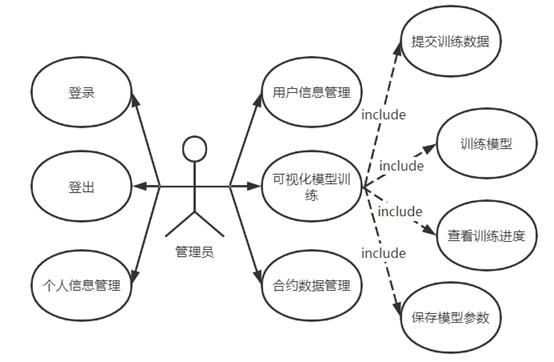 提交训练数据
登录
用户信息管理
include
训练模型
include
登出
可视化模型训
练
include
查看训练进度
管理员
include
个人信息管理
合约数据管理
保存模型参数